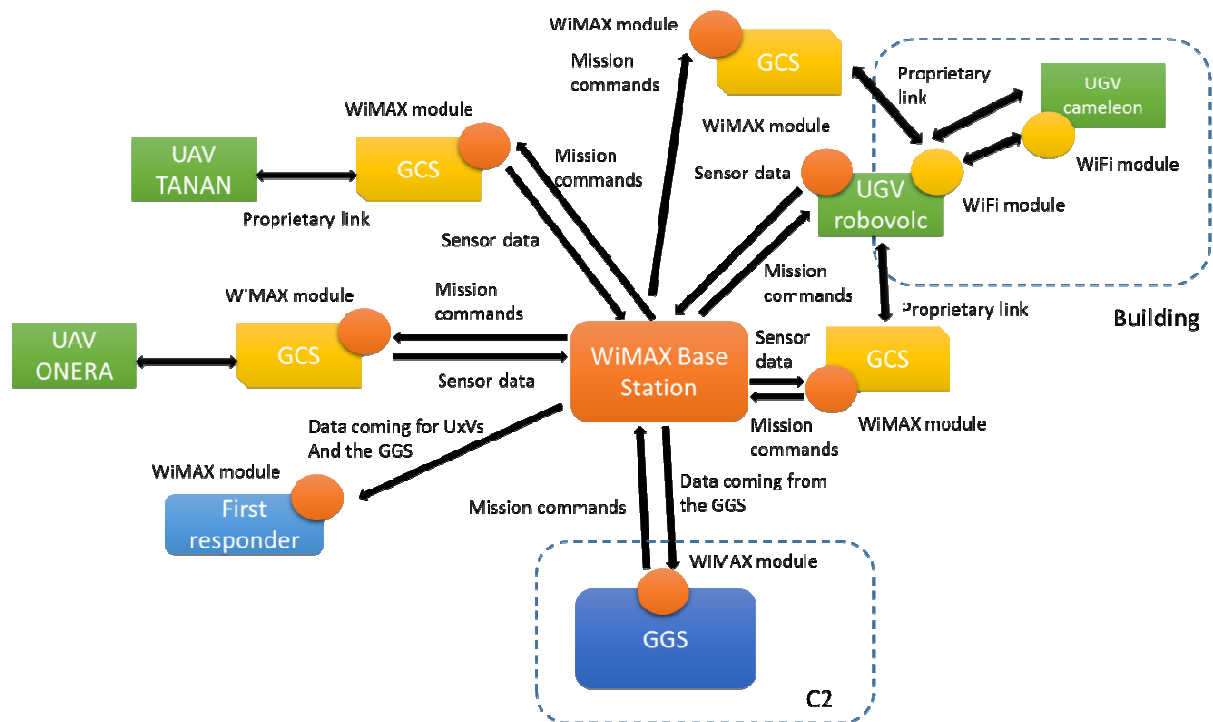 WiMAX module
GCS
Mission
commands
Proprietary
link
UGV
cameleon
WiFi module
WiMAX module
UAV
TANAN
GCS
Proprietary link
Mission
commands
Sensor data
WiMAX module
Sensor data
UGV
robovolc
WiFi module
Mission
commands
Proprietary link
Building
WiMAX module
Mission
commands
UAV
ONERA
GCS
Sensor data
WiMAX Base
Station
Sensor
data
GCS
Mission
commands
WiMAX module
Data coming for UxVs
And the GGS
WiMAX module
First
responder
Mission commands
Data coming from
the GGS
WiMAX module
GGS
C2